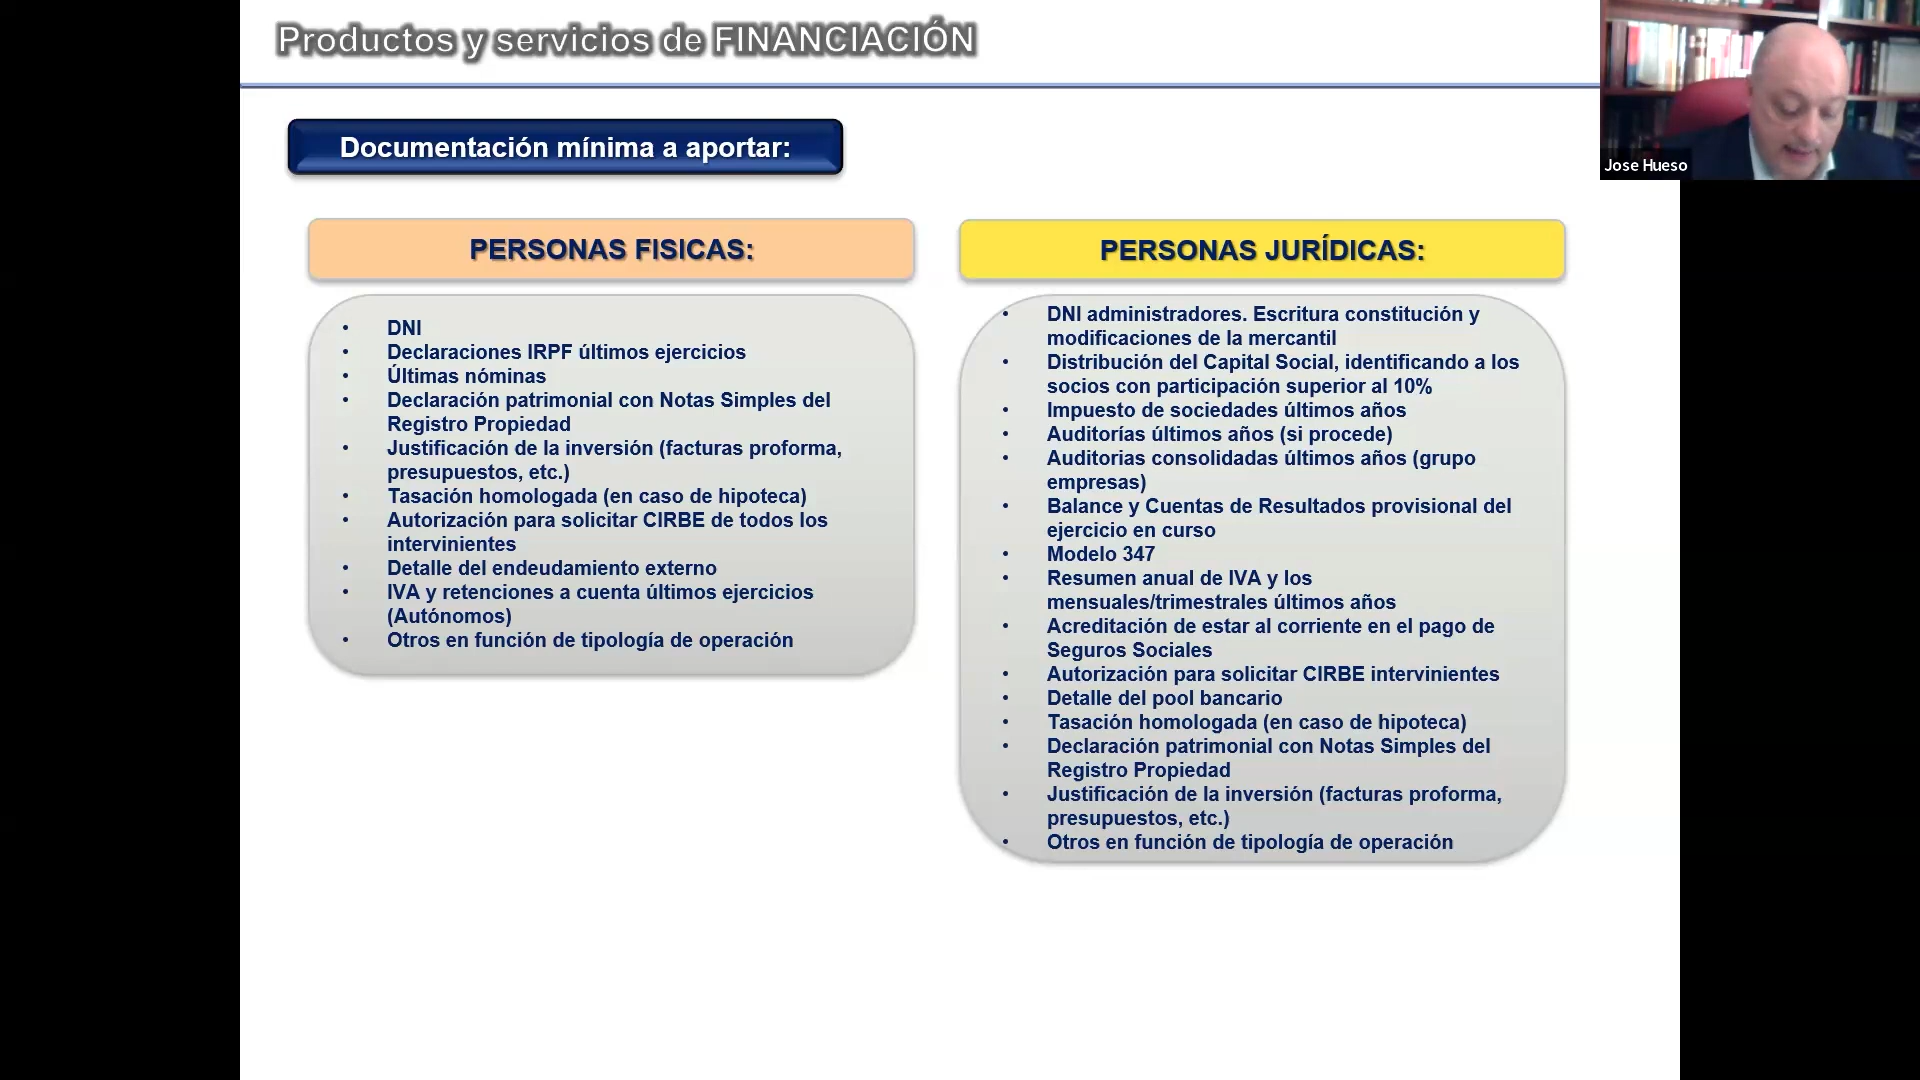 Productos y servicios de FINANCIACIÓN
Jose Hueso
Documentación mínima a aportar:
PERSONAS FISICAS:
• DNI
• Declaraciones IRPF últimos ejercicios
• Últimas nóminas
• Declaración patrimonial con Notas Simples del
Registro Propiedad
• Justificación de la inversión (facturas proforma,
presupuestos, etc.)
• Tasación homologada (en caso de hipoteca)
• Autorización para solicitar CIRBE de todos los
intervinientes
• Detalle del endeudamiento externo
• IVA y retenciones a cuenta últimos ejercicios
(Autónomos)
• Otros en función de tipología de operación
PERSONAS JURÍDICAS:
• DNI administradores. Escritura constitución y
modificaciones de la mercantil
• Distribución del Capital Social, identificando a los
socios con participación superior al 10%
• Impuesto de sociedades últimos años
• Auditorías últimos años (si procede)
• Auditorias consolidadas últimos años (grupo
empresas)
• Balance y Cuentas de Resultados provisional del
ejercicio en curso
• Modelo 347
• Resumen anual de IVA y los
mensuales/trimestrales últimos años
• Acreditación de estar al corriente en el pago de
Seguros Sociales
• Autorización para solicitar CIRBE intervinientes
• Detalle del pool bancario
• Tasación homologada (en caso de hipoteca)
• Declaración patrimonial con Notas Simples del
Registro Propiedad
• Justificación de la inversión (facturas proforma,
presupuestos, etc.)
• Otros en función de tipología de operación